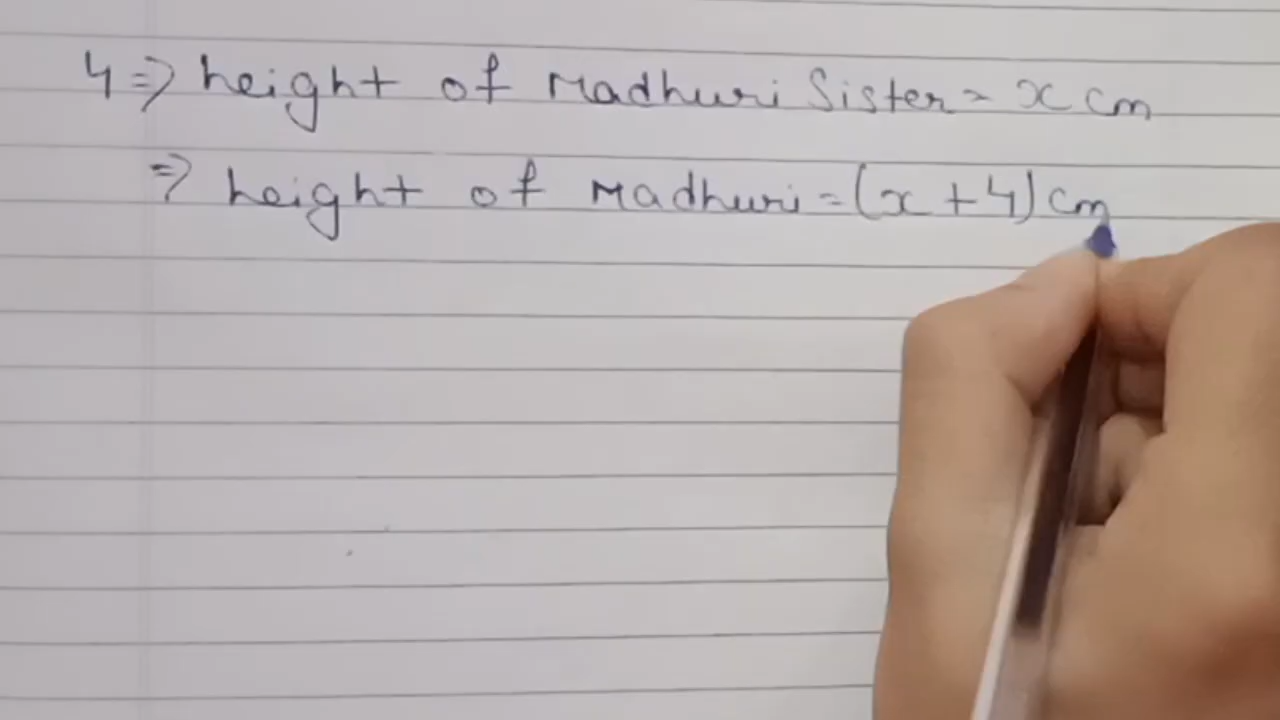 4 ⇒ height of Madhuri Sister = x cm
⇒ height of Madhuri = (x + 4) cm